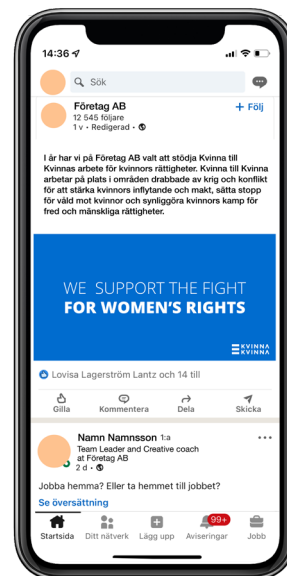 14:36
Sök
Företag AB
12 545 följare
1 v • Redigerad •
+ Följ
I år har vi på Företag AB valt att stödja Kvinna till
Kvinnas arbete för kvinnors rättigheter. Kvinna till Kvinna
arbetar på plats i områden drabbade av krig och konflikt
för att stärka kvinnors inflytande och makt, sätta stopp
för våld mot kvinnor och synliggöra kvinnors kamp för
fred och mänskliga rättigheter.
WE SUPPORT THE FIGHT
FOR WOMEN'S RIGHTS
KVINNA
KVINNA
Lovisa Lagerström Lantz och 14 till
Gilla Kommentera Dela Skicka
Namn Namnsson 1:a
Team Leader and Creative coach
at Företag AB
2 d •
Jobba hemma? Eller ta hemmet till jobbet?
Se översättning
99+
Startsida Ditt nätverk Lägg upp Aviseringar Jobb